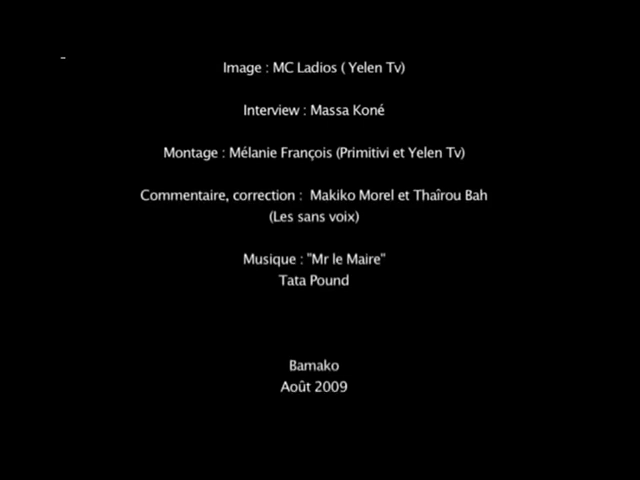 Image : MC Ladios ( Yelen Tv)
Interview : Massa Koné
Montage : Mélanie François (Primitivi et Yelen Tv)
Commentaire, correction :  Makiko Morel et Thaîrou Bah
(Les sans voix)
Musique : "Mr le Maire"
Tata Pound
Bamako
Août 2009